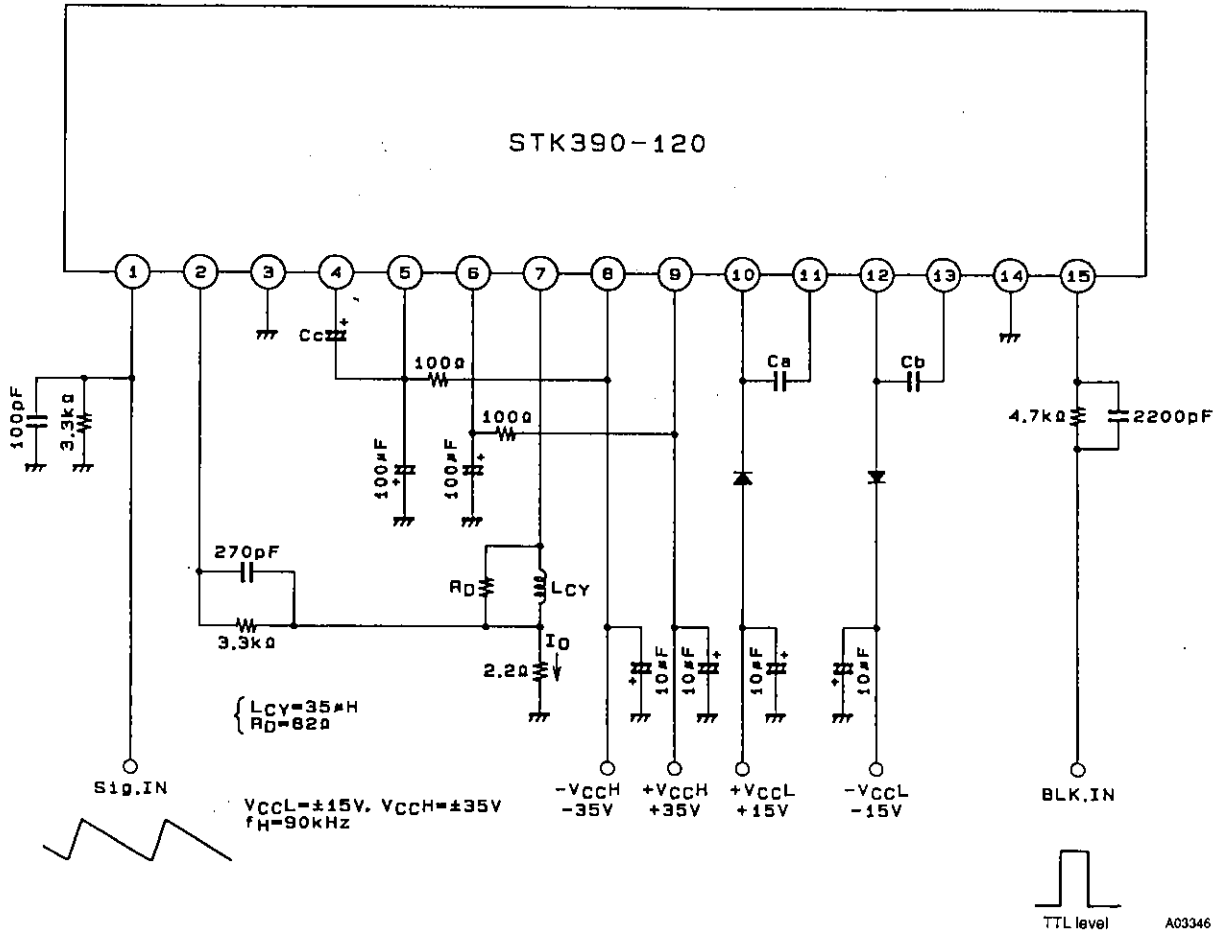 STK390-120
1 2 3 4 5 6 7 8 9 10 11 12 13 14 15
Cc +
100Ω
Ca
Cb
100pF
3.3kΩ
100Ω
4.7kΩ
2200pF
100μF +
100μF +
270pF
RD
LCY
3.3kΩ
IO
2.2Ω
+ 10μF
10μF +
10μF +
+ 10μF
LCY=35μH
RD=82Ω
Sig.IN
-VCCH
-35V
+VCCH
+35V
+VCCL
+15V
-VCCL
-15V
BLK.IN
VCCL=±15V, VCCH=±35V
fH=90kHz
TTL level
A03346